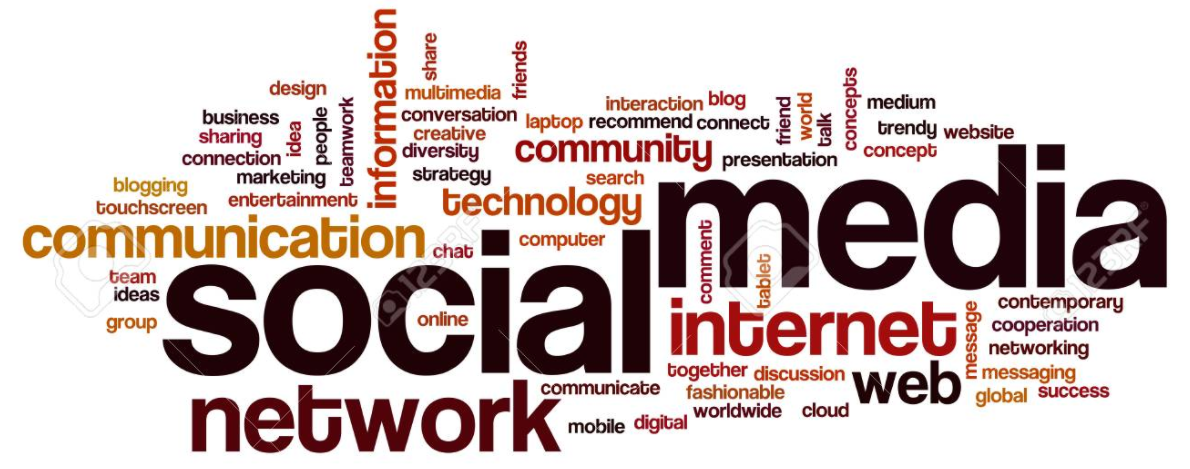 information
share
friends
design
multimedia
business
people
teamwork
conversation
interaction
blog
friend
world
talk
concepts
medium
sharing
idea
creative
laptop
recommend
connect
trendy
website
connection
diversity
community
presentation
concept
marketing
strategy
search
blogging
entertainment
technology
media
touchscreen
communication
chat
computer
comment
tablet
team
social
ideas
group
online
internet
message
contemporary
cooperation
networking
together
discussion
web
messaging
network
communicate
fashionable
global
success
worldwide
cloud
mobile
digital
123RF
123RF
123RF